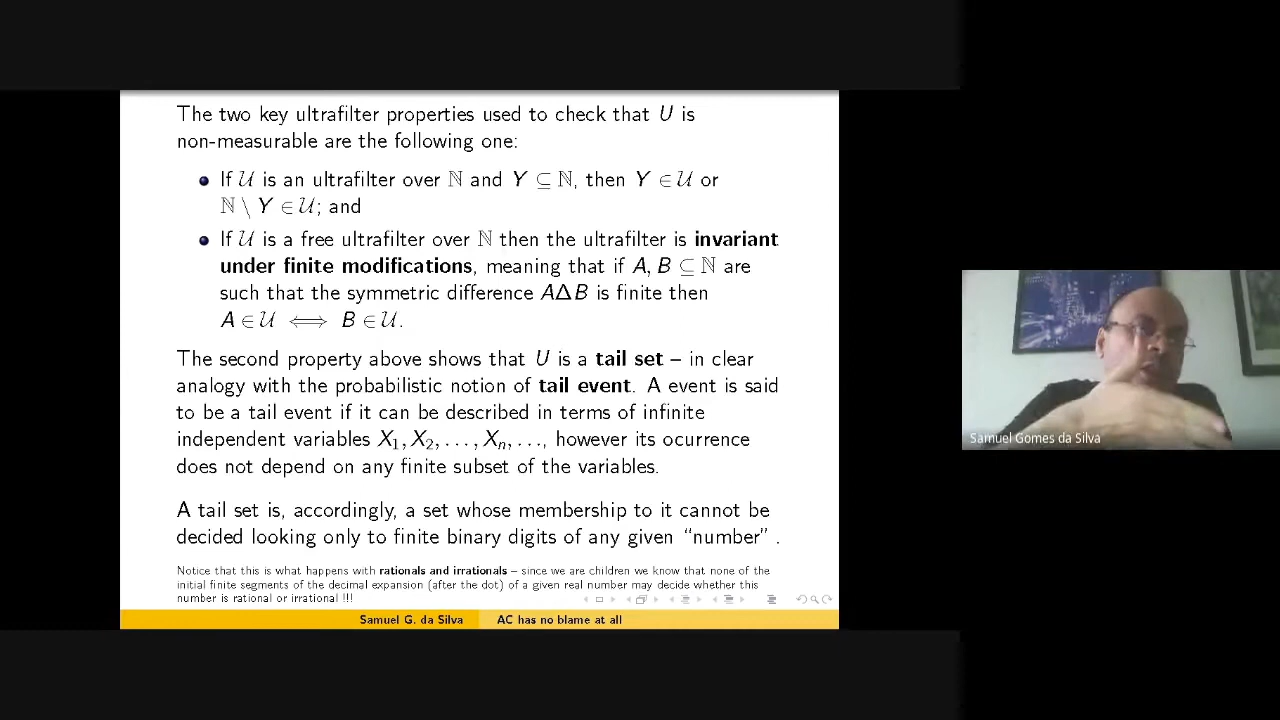 The two key ultrafilter properties used to check that U is
non-measurable are the following one:
If 𝒰 is an ultrafilter over ℕ and Y ⊆ ℕ, then Y ∈ 𝒰 or
ℕ \ Y ∈ 𝒰; and
If 𝒰 is a free ultrafilter over ℕ then the ultrafilter is invariant
under finite modifications, meaning that if A, B ⊆ ℕ are
such that the symmetric difference AΔB is finite then
A ∈ 𝒰 ⟺ B ∈ 𝒰.
The second property above shows that U is a tail set – in clear
analogy with the probabilistic notion of tail event. A event is said
to be a tail event if it can be described in terms of infinite
independent variables X₁, X₂, . . . , Xₙ, . . ., however its ocurrence
does not depend on any finite subset of the variables.
A tail set is, accordingly, a set whose membership to it cannot be
decided looking only to finite binary digits of any given “number” .
Notice that this is what happens with rationals and irrationals – since we are children we know that none of the
initial finite segments of the decimal expansion (after the dot) of a given real number may decide whether this
number is rational or irrational !!!
Samuel G. da Silva
AC has no blame at all
Samuel Gomes da Silva